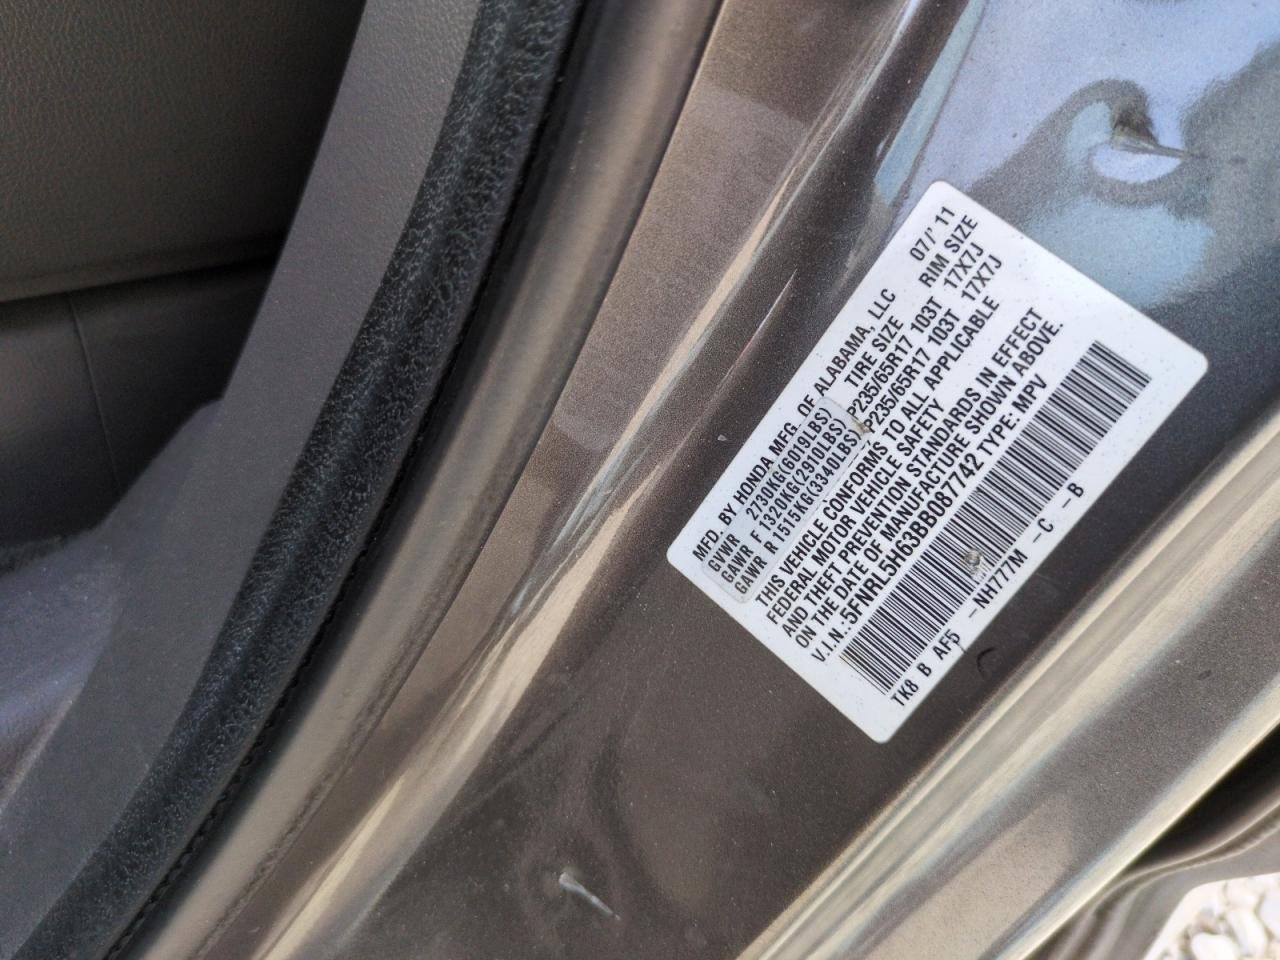 MFD. BY HONDA MFG. OF ALABAMA, LLC 07/'11
GVWR 2730KG(6019LBS) TIRE SIZE RIM SIZE
GAWR F 1320KG(2910LBS) P235/65R17 103T 17X7J
GAWR R 1515KG(3340LBS) P235/65R17 103T 17X7J
THIS VEHICLE CONFORMS TO ALL APPLICABLE
FEDERAL MOTOR VEHICLE SAFETY
AND THEFT PREVENTION STANDARDS IN EFFECT
ON THE DATE OF MANUFACTURE SHOWN ABOVE.
V.I.N.:5FNRL5H63BB087742 TYPE: MPV
TK8 B AF5 -NH777M -C -B